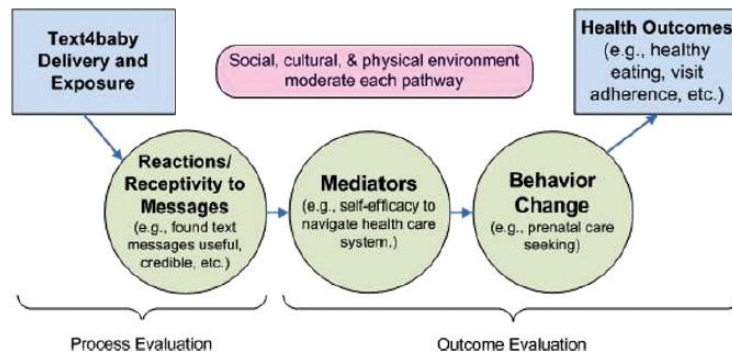 Text4baby
Delivery and
Exposure
Social, cultural, & physical environment
moderate each pathway
Health Outcomes
(e.g., healthy
eating, visit
adherence, etc.)
Reactions/
Receptivity to
Messages
(e.g., found text
messages useful,
credible, etc.)
Mediators
(e.g., self-efficacy to
navigate health care
system.)
Behavior
Change
(e.g., prenatal care
seeking)
Process Evaluation
Outcome Evaluation